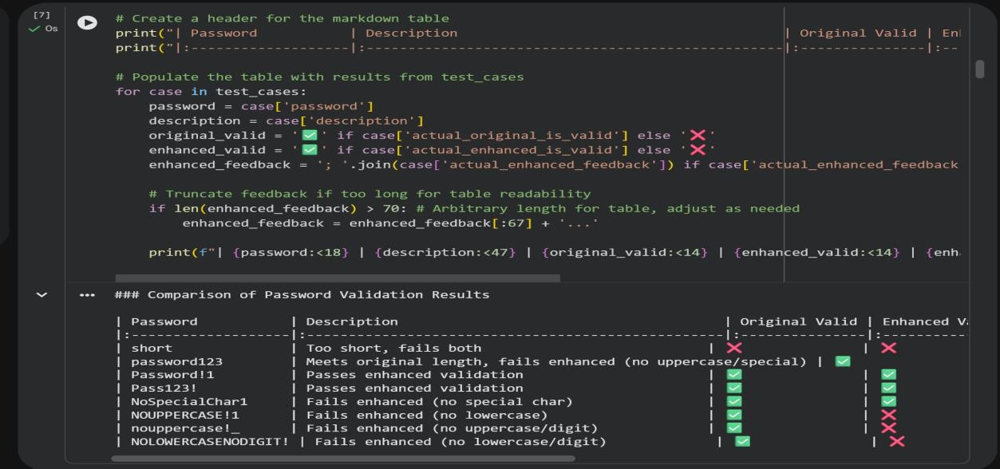 [7]
0s
# Create a header for the markdown table
print("| Password           | Description                                        | Original Valid | En
print("|:-------------------|:--------------------------------------------------|:---------------|:--
# Populate the table with results from test_cases
for case in test_cases:
    password = case['password']
    description = case['description']
    original_valid = '✅' if case['actual_original_is_valid'] else '❌'
    enhanced_valid = '✅' if case['actual_enhanced_is_valid'] else '❌'
    enhanced_feedback = '; '.join(case['actual_enhanced_feedback']) if case['actual_enhanced_feedback
    # Truncate feedback if too long for table readability
    if len(enhanced_feedback) > 70: # Arbitrary length for table, adjust as needed
        enhanced_feedback = enhanced_feedback[:67] + '...'
    print(f"| {password:<18} | {description:<47} | {original_valid:<14} | {enhanced_valid:<14} | {enh
### Comparison of Password Validation Results
| Password           | Description                                        | Original Valid | Enhanced V
|:-------------------|:--------------------------------------------------|:---------------|:----------
| short              | Too short, fails both                           | ❌              | ❌
| password123        | Meets original length, fails enhanced (no uppercase/special) | ✅
| Password!1         | Passes enhanced validation                      | ✅              | ✅
| Pass123!           | Passes enhanced validation                      | ✅              | ✅
| NoSpecialChar1     | Fails enhanced (no special char)                | ✅              | ✅
| NOUPPERCASE!1      | Fails enhanced (no lowercase)                   | ✅              | ❌
| nouppercase!_      | Fails enhanced (no uppercase/digit)             | ✅              | ❌
| NOLOWERCASENODIGIT! | Fails enhanced (no lowercase/digit)             | ✅              | ❌